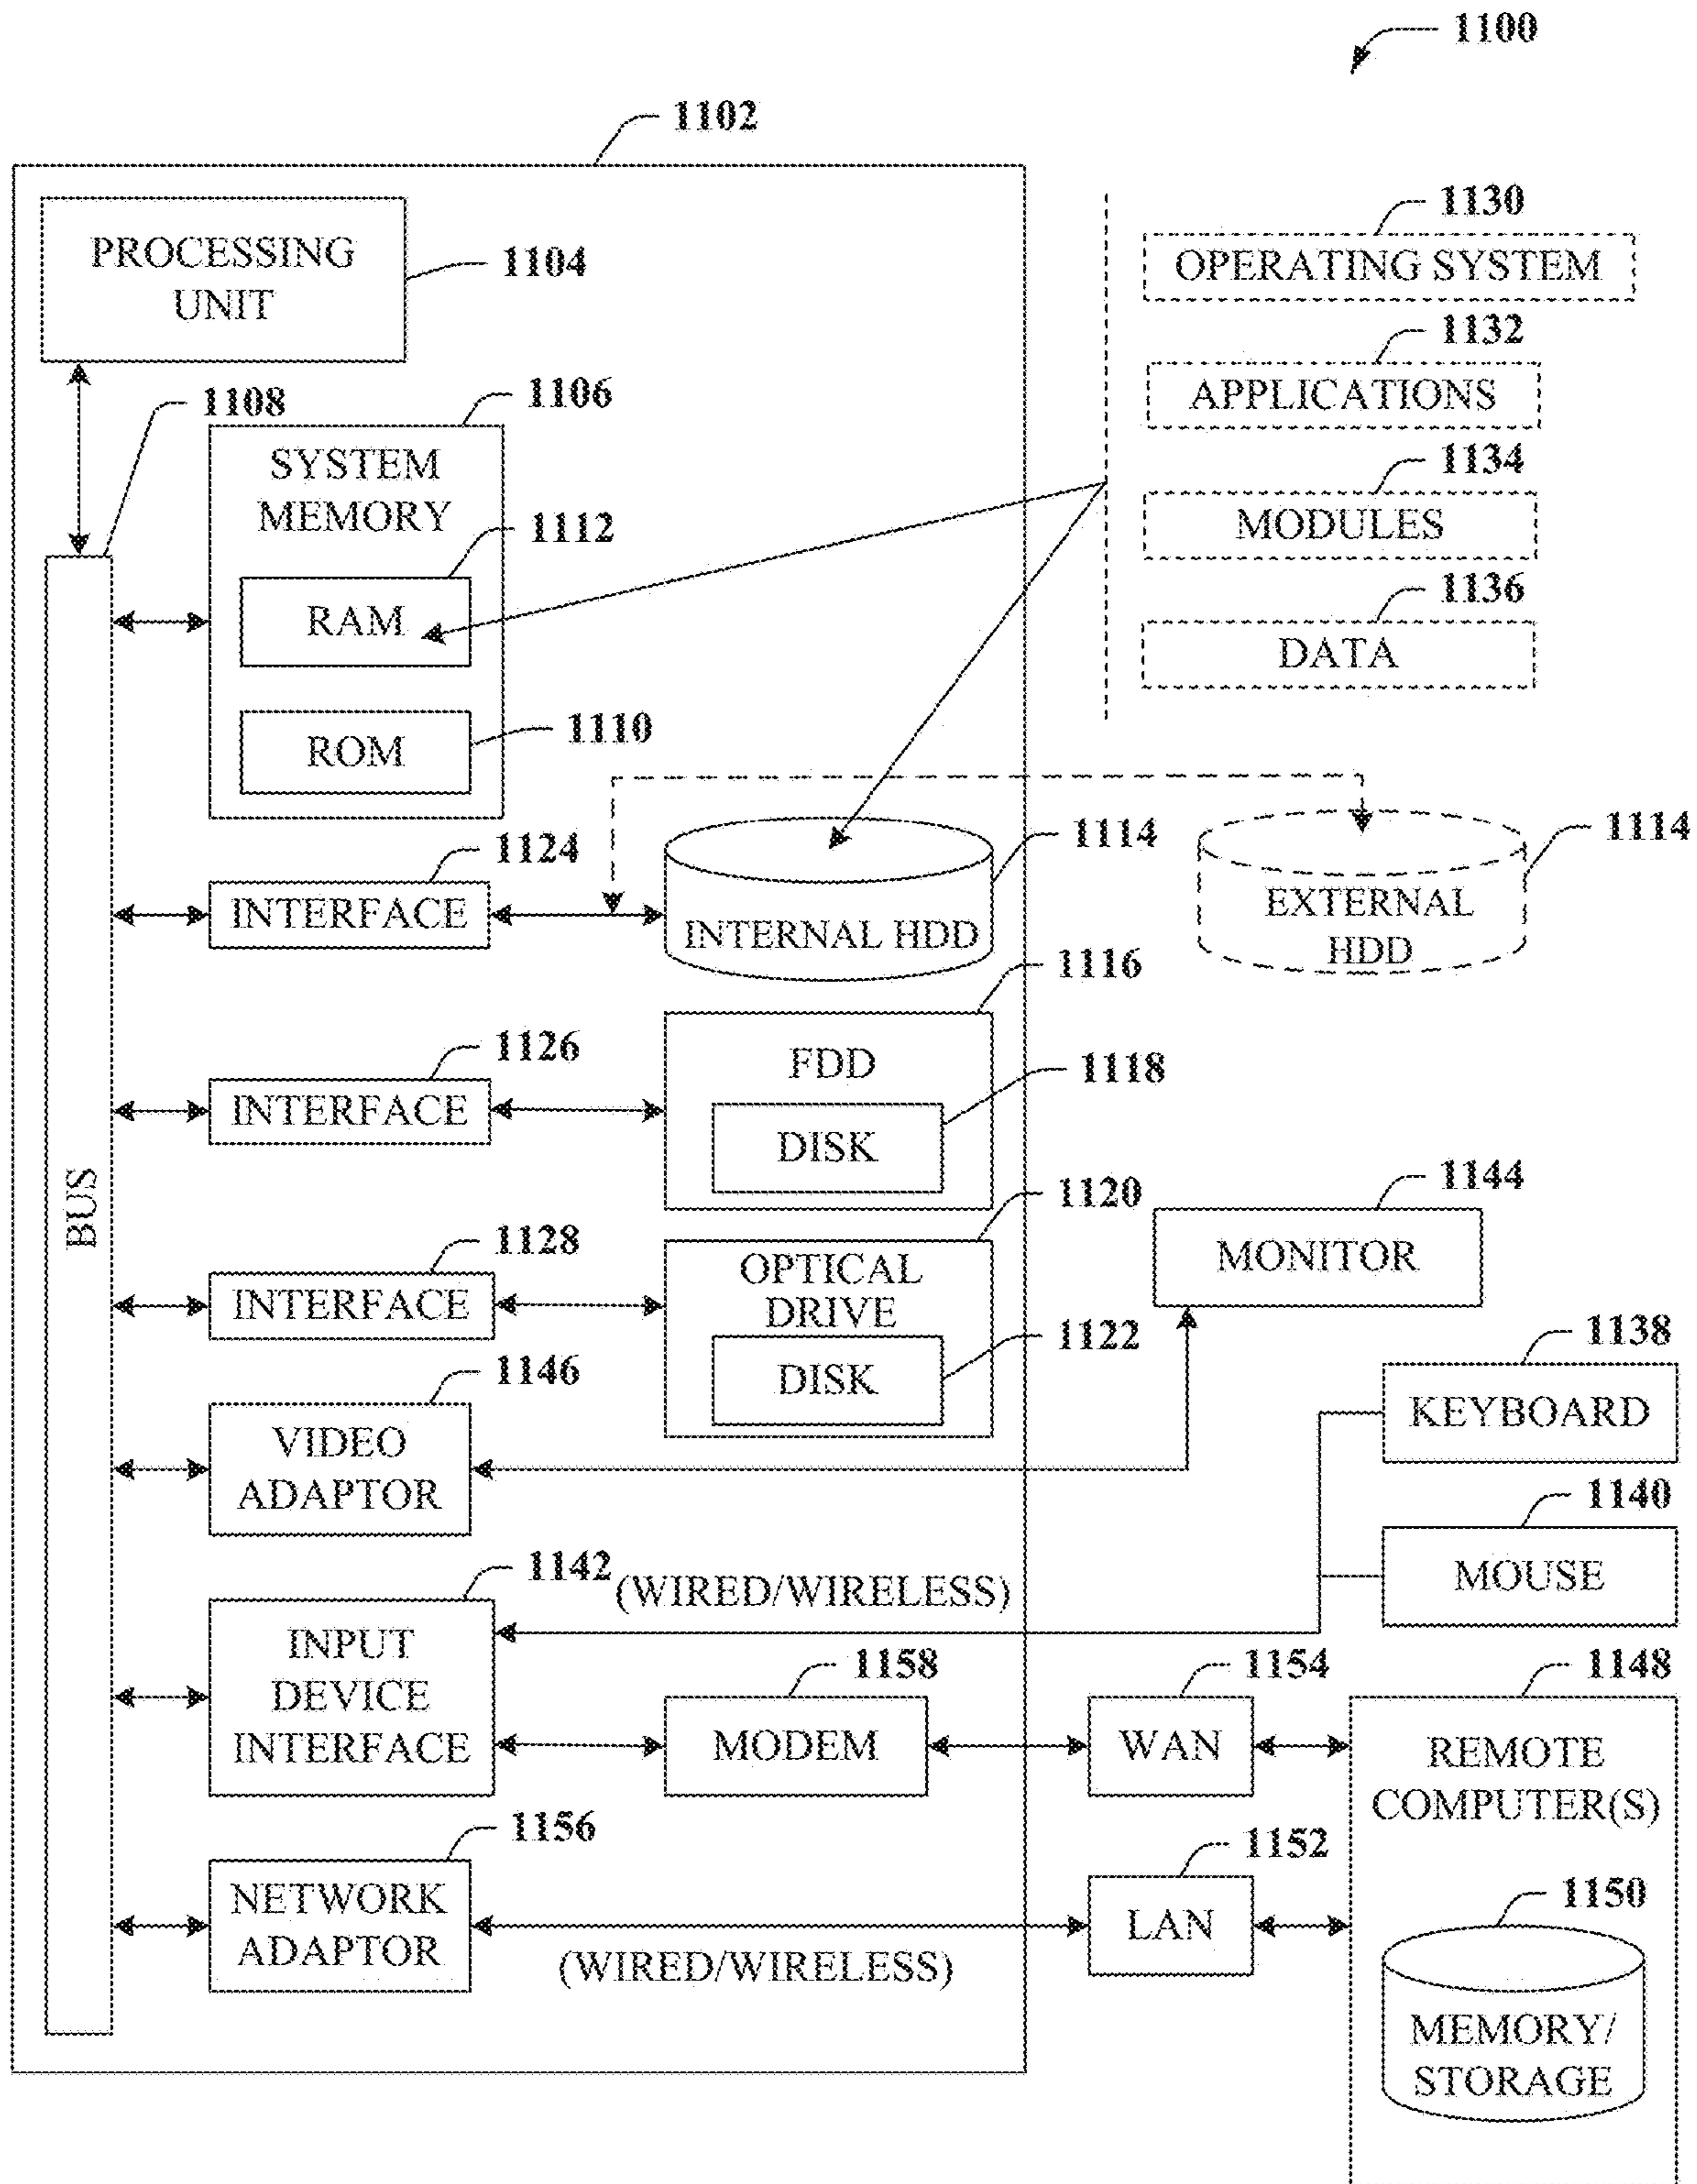 1100
1102
PROCESSING
UNIT
1104
1130
OPERATING SYSTEM
1132
APPLICATIONS
1134
MODULES
1136
DATA
1108
1106
SYSTEM
MEMORY
1112
RAM
1110
ROM
1124
INTERFACE
1114
INTERNAL HDD
1114
EXTERNAL
HDD
1126
INTERFACE
1116
FDD
1118
DISK
BUS
1128
INTERFACE
1120
OPTICAL
DRIVE
1122
DISK
1144
MONITOR
1146
VIDEO
ADAPTOR
1138
KEYBOARD
1140
MOUSE
1142
(WIRED/WIRELESS)
INPUT
DEVICE
INTERFACE
1158
MODEM
1154
WAN
1148
REMOTE
COMPUTER(S)
1156
NETWORK
ADAPTOR
(WIRED/WIRELESS)
1152
LAN
1150
MEMORY/
STORAGE